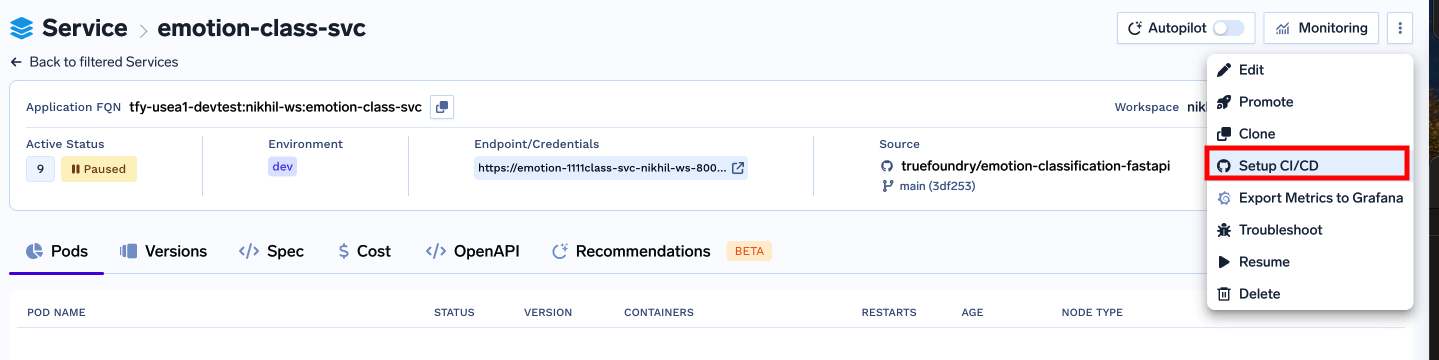 Service > emotion-class-svc
Autopilot
Monitoring
← Back to filtered Services
Edit
Promote
Clone
Setup CI/CD
Export Metrics to Grafana
Troubleshoot
Resume
Delete
Application FQN tfy-usea1-devtest:nikhil-ws:emotion-class-svc
Workspace
Active Status
9 Paused
Environment
dev
Endpoint/Credentials
https://emotion-1111class-svc-nikhil-ws-800...
Source
truefoundry/emotion-classification-fastapi
main (3df253)
Pods Versions </> Spec $ Cost </> OpenAPI Recommendations BETA
POD NAME STATUS VERSION CONTAINERS RESTARTS AGE NODE TYPE